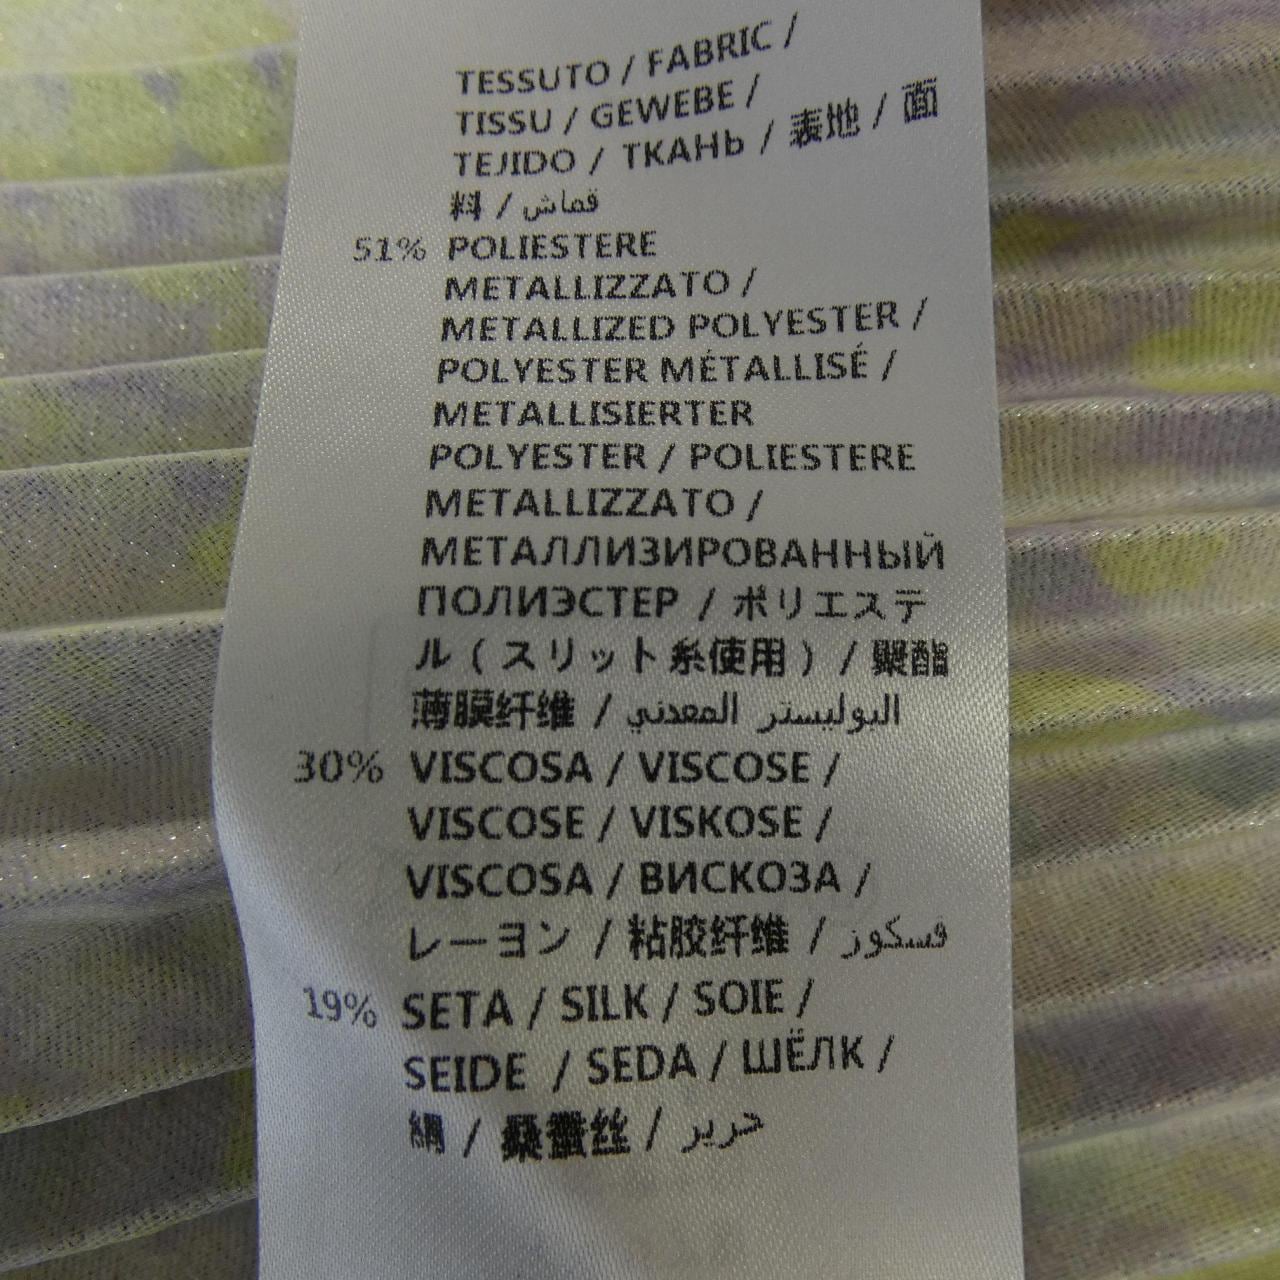 TESSUTO / FABRIC /
TISSU / GEWEBE /
TEJIDO / ТКАНЬ / 表地 / 面
料 / قماش
51% POLIESTERE
METALLIZZATO /
METALLIZED POLYESTER /
POLYESTER MÉTALLISÉ /
METALLISIERTER
POLYESTER / POLIESTERE
METALLIZZATO /
МЕТАЛЛИЗИРОВАННЫЙ
ПОЛИЭСТЕР / ポリエステ
ル ( スリット糸使用 ) / 聚酯
薄膜纤维 / البوليستر المعدني
30% VISCOSA / VISCOSE /
VISCOSE / VISKOSE /
VISCOSA / ВИСКОЗА /
レーヨン / 粘胶纤维 / فسكوز
19% SETA / SILK / SOIE /
SEIDE / SEDA / ШЁЛК /
絹 / 桑蠶丝 / حرير